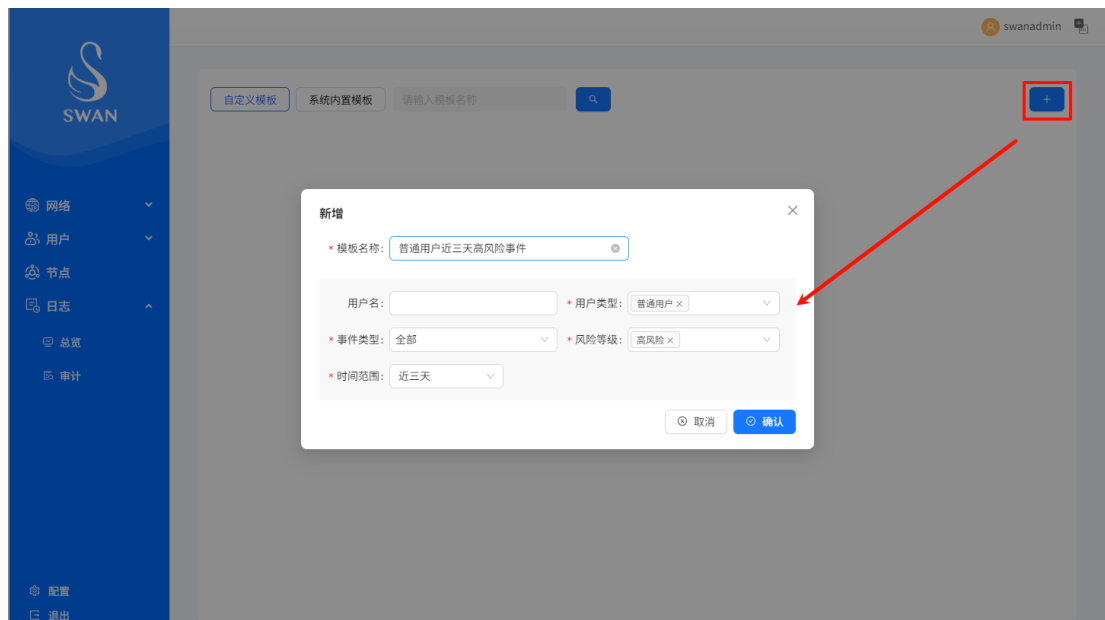 swanadmin
SWAN
自定义模板 系统内置模板 请输入模板名称
网络
用户
节点
日志
总览
审计
配置
退出
新增
* 模板名称: 普通用户近三天高风险事件
用户名: * 用户类型: 普通用户
* 事件类型: 全部 * 风险等级: 高风险
* 时间范围: 近三天
取消 确认